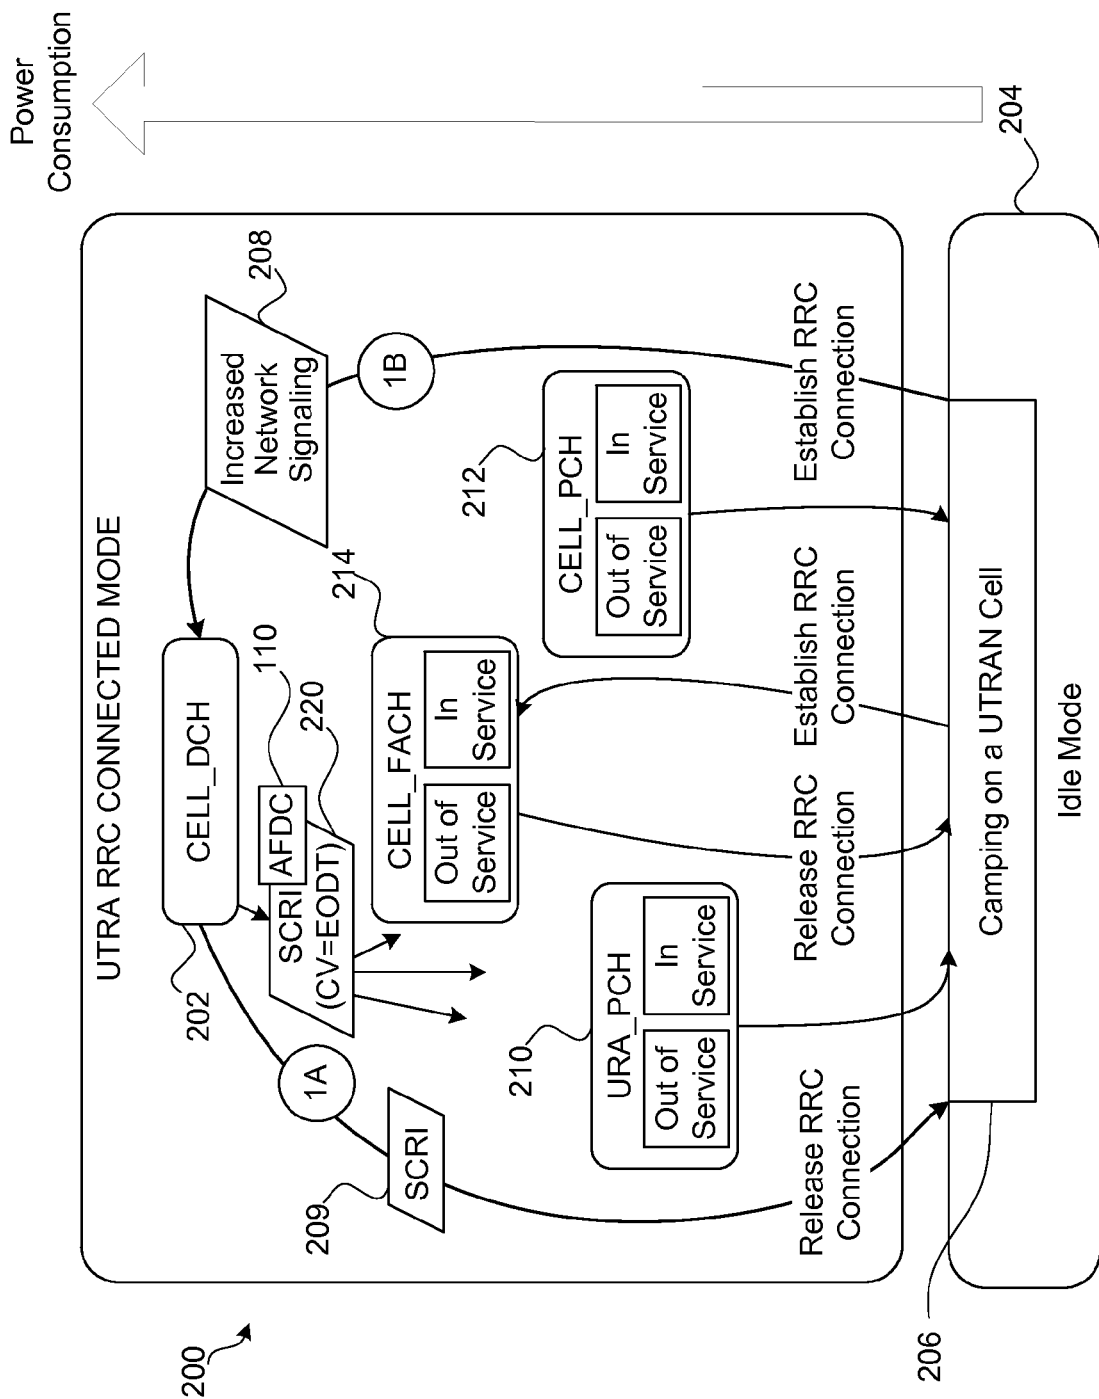 Power
Consumption
UTRA RRC CONNECTED MODE
200
202
CELL_DCH
Increased
Network
Signaling
208
1A
SCRI
(CV=EODT)
AFDC
110
220
214
1B
209
SCRI
CELL_FACH
Out of
Service
In
Service
212
CELL_PCH
Out of
Service
In
Service
210
URA_PCH
Out of
Service
In
Service
Release RRC
Connection
Release RRC
Connection
Establish RRC
Connection
Establish RRC
Connection
204
206
Camping on a UTRAN Cell
Idle Mode